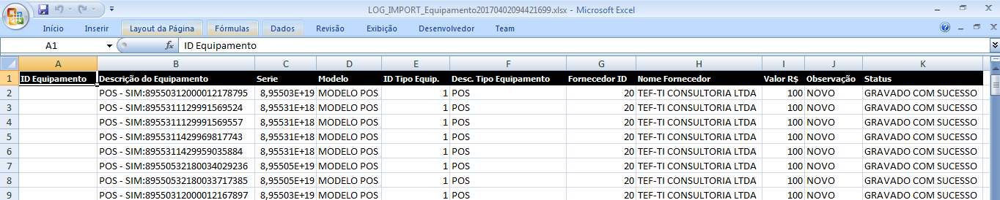 LOG_IMPORT_Equipamento20170402094421699.xlsx - Microsoft Excel
Início Inserir Layout da Página Fórmulas Dados Revisão Exibição Desenvolvedor Team
A1 fx ID Equipamento
A B C D E F G H I J K
1 ID Equipamento Descrição do Equipamento Serie Modelo ID Tipo Equip. Desc. Tipo Equipamento Fornecedor ID Nome Fornecedor Valor R$ Observação Status
2 POS - SIM:89550312000012178795 8,95503E+19 MODELO POS 1 POS 20 TEF-TI CONSULTORIA LTDA 100 NOVO GRAVADO COM SUCESSO
3 POS - SIM:8955311129991569524 8,95531E+18 MODELO POS 1 POS 20 TEF-TI CONSULTORIA LTDA 100 NOVO GRAVADO COM SUCESSO
4 POS - SIM:8955311129991569557 8,95531E+18 MODELO POS 1 POS 20 TEF-TI CONSULTORIA LTDA 100 NOVO GRAVADO COM SUCESSO
5 POS - SIM:8955311429969817743 8,95531E+18 MODELO POS 1 POS 20 TEF-TI CONSULTORIA LTDA 100 NOVO GRAVADO COM SUCESSO
6 POS - SIM:8955311429959035884 8,95531E+18 MODELO POS 1 POS 20 TEF-TI CONSULTORIA LTDA 100 NOVO GRAVADO COM SUCESSO
7 POS - SIM:89550532180034029236 8,95505E+19 MODELO POS 1 POS 20 TEF-TI CONSULTORIA LTDA 100 NOVO GRAVADO COM SUCESSO
8 POS - SIM:89550532180033717385 8,95505E+19 MODELO POS 1 POS 20 TEF-TI CONSULTORIA LTDA 100 NOVO GRAVADO COM SUCESSO
9 POS - SIM:89550312000012167897 8,95503E+19 MODELO POS 1 POS 20 TEF-TI CONSULTORIA LTDA 100 NOVO GRAVADO COM SUCESSO